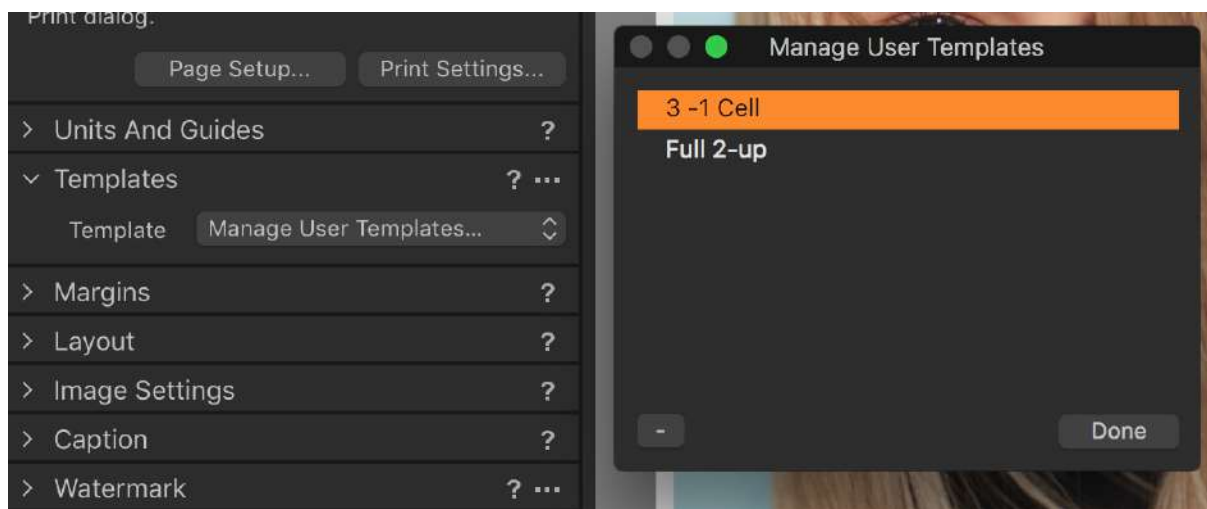 Print dialog.
Page Setup...
Print Settings...
Units And Guides ?
Templates ? ...
Template Manage User Templates...
Margins ?
Layout ?
Image Settings ?
Caption ?
Watermark ? ...
Manage User Templates
3 -1 Cell
Full 2-up
-
Done